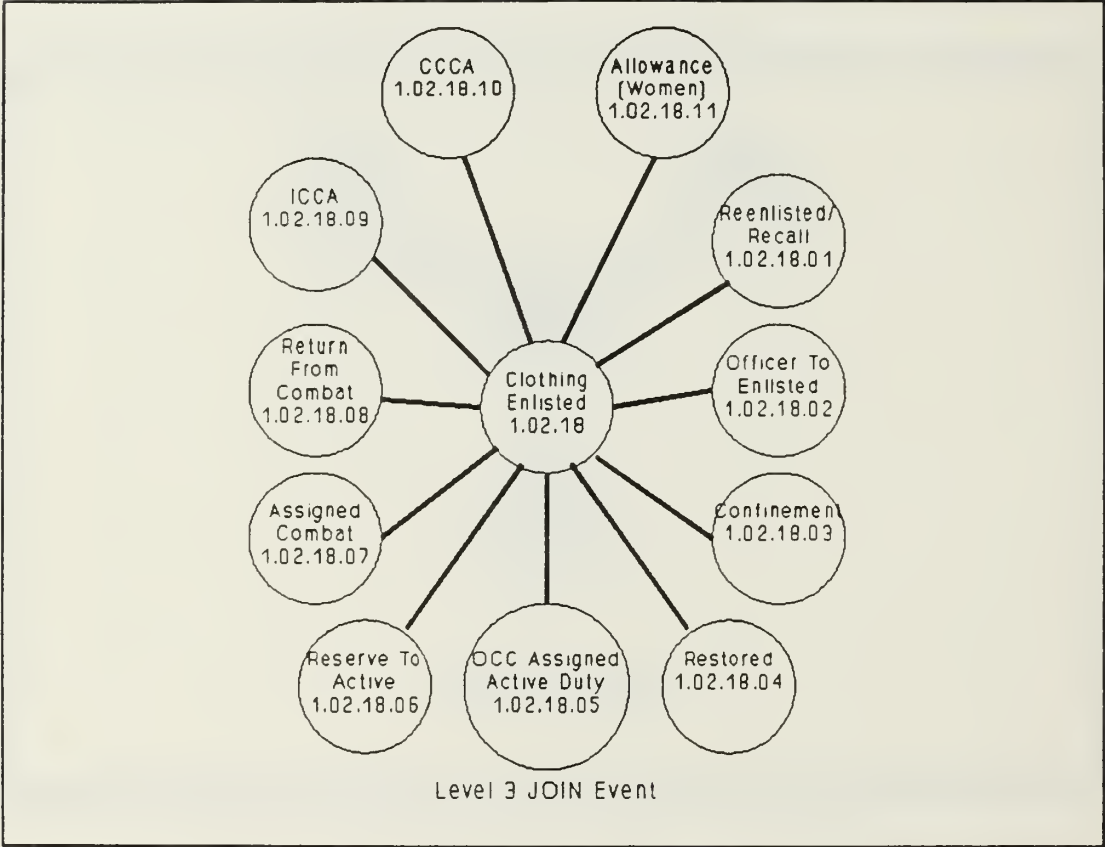 CCCA
1.02.18.10
Allowance
(Women)
1.02.18.11
ICCA
1.02.18.09
Reenlisted/
Recall
1.02.18.01
Return
From
Combat
1.02.18.08
Clothing
Enlisted
1.02.18
Officer To
Enlisted
1.02.18.02
Assigned
Combat
1.02.18.07
Confinement
1.02.18.03
Reserve To
Active
1.02.18.06
OCC Assigned
Active Duty
1.02.18.05
Restored
1.02.18.04
Level 3 JOIN Event